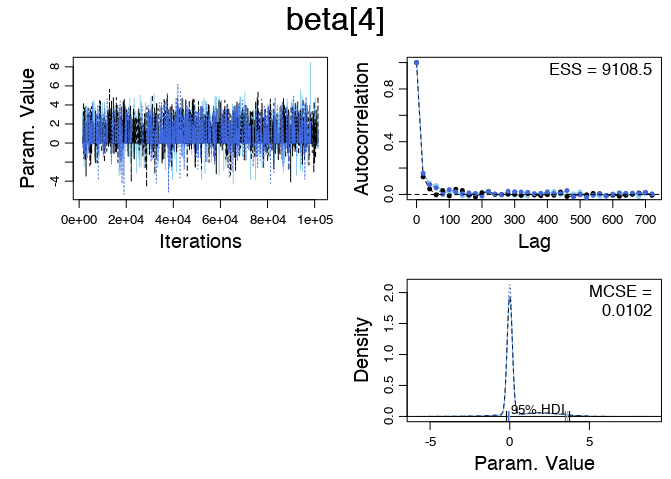 beta[4]
Param. Value
-4 0 2 4 6 8
0e+00 2e+04 4e+04 6e+04 8e+04 1e+05
Iterations
Autocorrelation
0.0 0.4 0.8
ESS = 9108.5
0 100 200 300 400 500 600 700
Lag
Density
0.0 0.5 1.0 1.5 2.0
MCSE =
0.0102
95% HDI
-5 0 5
Param. Value